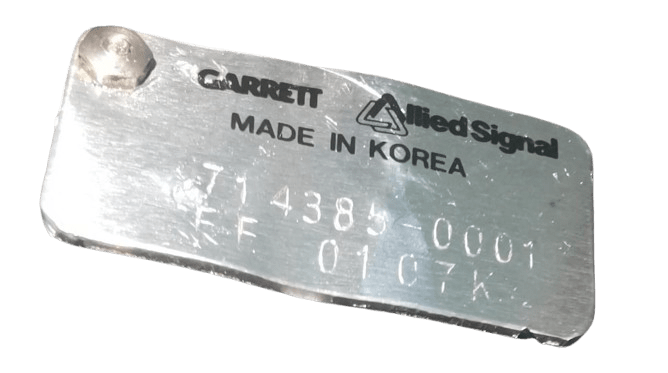 GARRETT AlliedSignal
MADE IN KOREA
714385-0001
FF 0107K